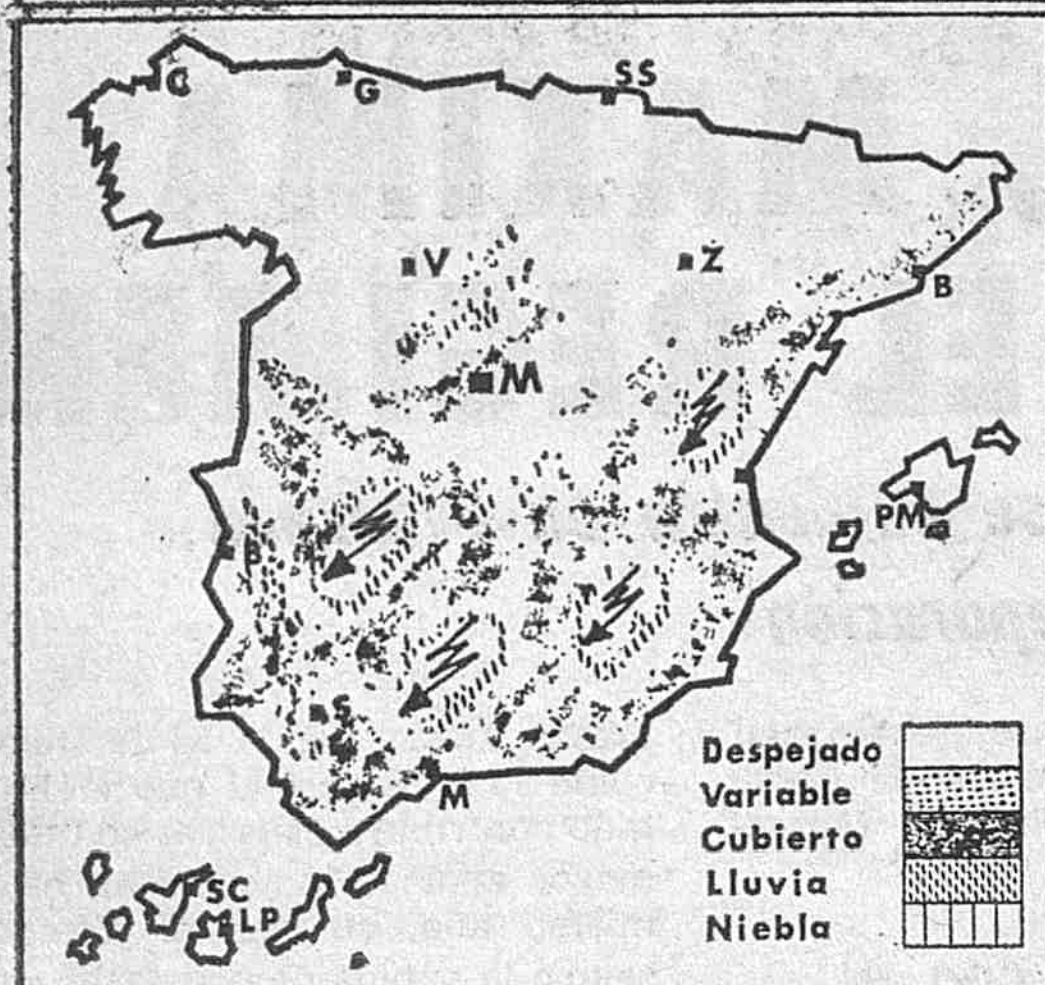 C
G
SS
V
Z
B
M
PM
B
S
M
SC
LP
Despejado
Variable
Cubierto
Lluvia
Niebla